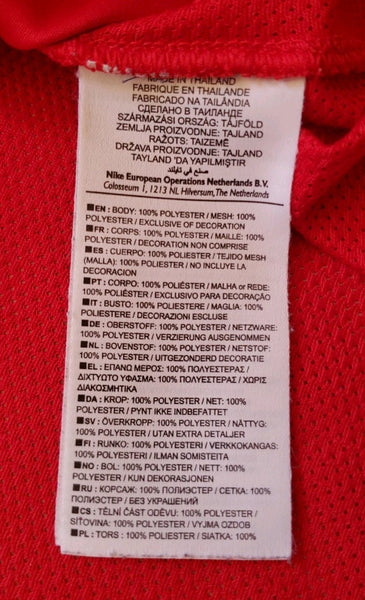 MADE IN THAILAND
FABRIQUE EN THAILANDE
FABRICADO NA TAILÂNDIA
СДЕЛАНО В ТАИЛАНДЕ
SZÁRMAZÁSI ORSZÁG: TÁJFÖLD
ZEMLJA PROIZVODNJE: TAJLAND
RAŽOTS: TAIZEME
DRŽAVA PROIZVODNJE: TAJLAND
TAYLAND 'DA YAPILMIŞTIR
صنع في تايلند
Nike European Operations Netherlands B.V.
Colosseum 1, 1213 NL Hilversum, The Netherlands
■EN : BODY: 100% POLYESTER / MESH: 100%
POLYESTER / EXCLUSIVE OF DECORATION
■FR : CORPS: 100% POLYESTER / MAILLE: 100%
POLYESTER / DECORATION NON COMPRISE
■ES : CUERPO: 100% POLIESTER / TEJIDO MESH
(MALLA): 100% POLIESTER / NO INCLUYE LA
DECORACION
■PT : CORPO: 100% POLIÉSTER / MALHA or REDE:
100% POLIÉSTER / EXCLUSIVO PARA DECORAÇÃO
■IT : BUSTO: 100% POLIESTERE / MAGLIA: 100%
POLIESTERE / DECORAZIONI ESCLUSE
■DE : OBERSTOFF: 100% POLYESTER / NETZWARE:
100% POLYESTER / VERZIERUNG AUSGENOMMEN
■NL : BOVENSTOF: 100% POLYESTER / NETSTOF:
100% POLYESTER / UITGEZONDERD DECORATIE
■EL : ΕΠΑΝΩ ΜΕΡΟΣ: 100% ΠΟΛΥΕΣΤΕΡΑΣ /
ΔΙΧΤΥΩΤΟ ΥΦΑΣΜΑ: 100% ΠΟΛΥΕΣΤΕΡΑΣ / ΧΩΡΙΣ
ΔΙΑΚΟΣΜΗΤΙΚΑ
■DA : KROP: 100% POLYESTER / NET: 100%
POLYESTER / PYNT IKKE INDBEFATTET
■SV : ÖVERKROPP: 100% POLYESTER / NÄTTYG:
100% POLYESTER / UTAN EXTRA DETALJER
■FI : RUNKO: 100% POLYESTERI / VERKKOKANGAS:
100% POLYESTERI / ILMAN SOMISTEITA
■NO : BOL: 100% POLYESTER / NETT: 100%
POLYESTER / KUN DEKORASJONEN
■RU : КОРСАЖ: 100% ПОЛИЭСТЕР / СЕТКА: 100%
ПОЛИЭСТЕР / БЕЗ УКРАШЕНИЙ
■CS : TĚLNÍ ČÁST ODĚVU: 100% POLYESTER /
SÍŤOVINA: 100% POLYESTER / VYJMA OZDOB
■PL : TORS : 100% POLIESTER / SIATKA: 100%